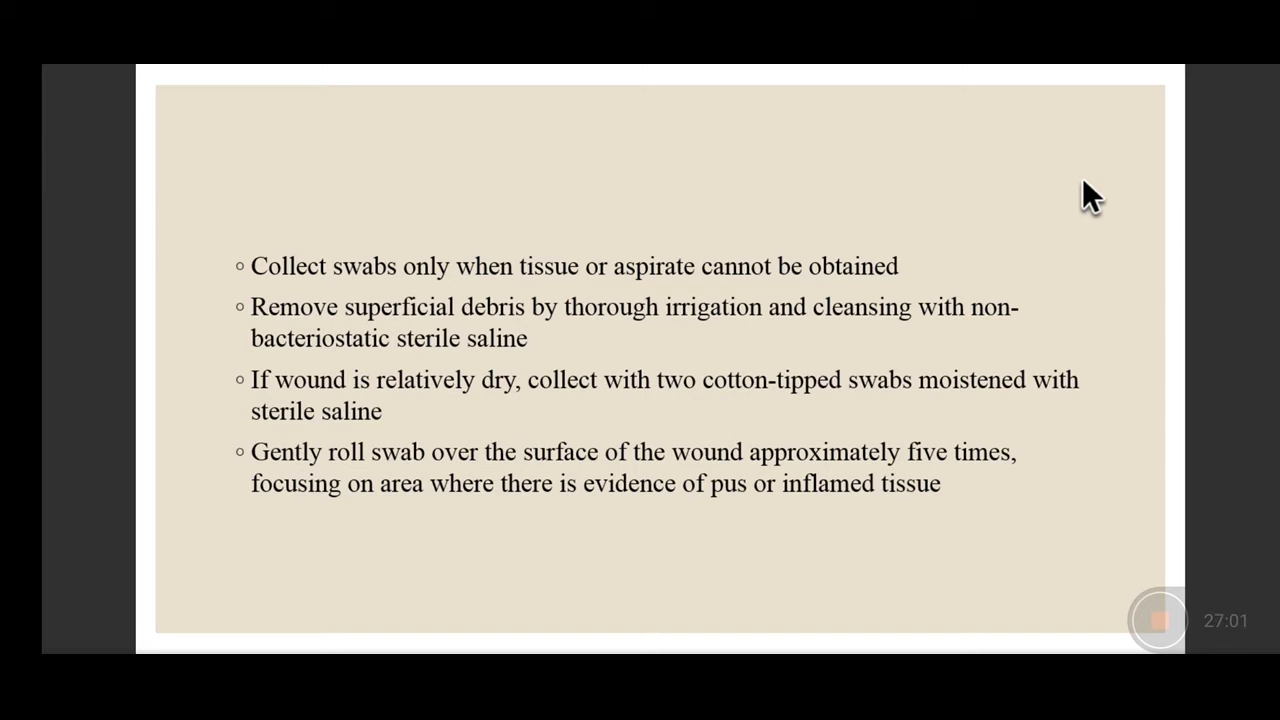 ◦ Collect swabs only when tissue or aspirate cannot be obtained
◦ Remove superficial debris by thorough irrigation and cleansing with non-
bacteriostatic sterile saline
◦ If wound is relatively dry, collect with two cotton-tipped swabs moistened with
sterile saline
◦ Gently roll swab over the surface of the wound approximately five times,
focusing on area where there is evidence of pus or inflamed tissue
27:01